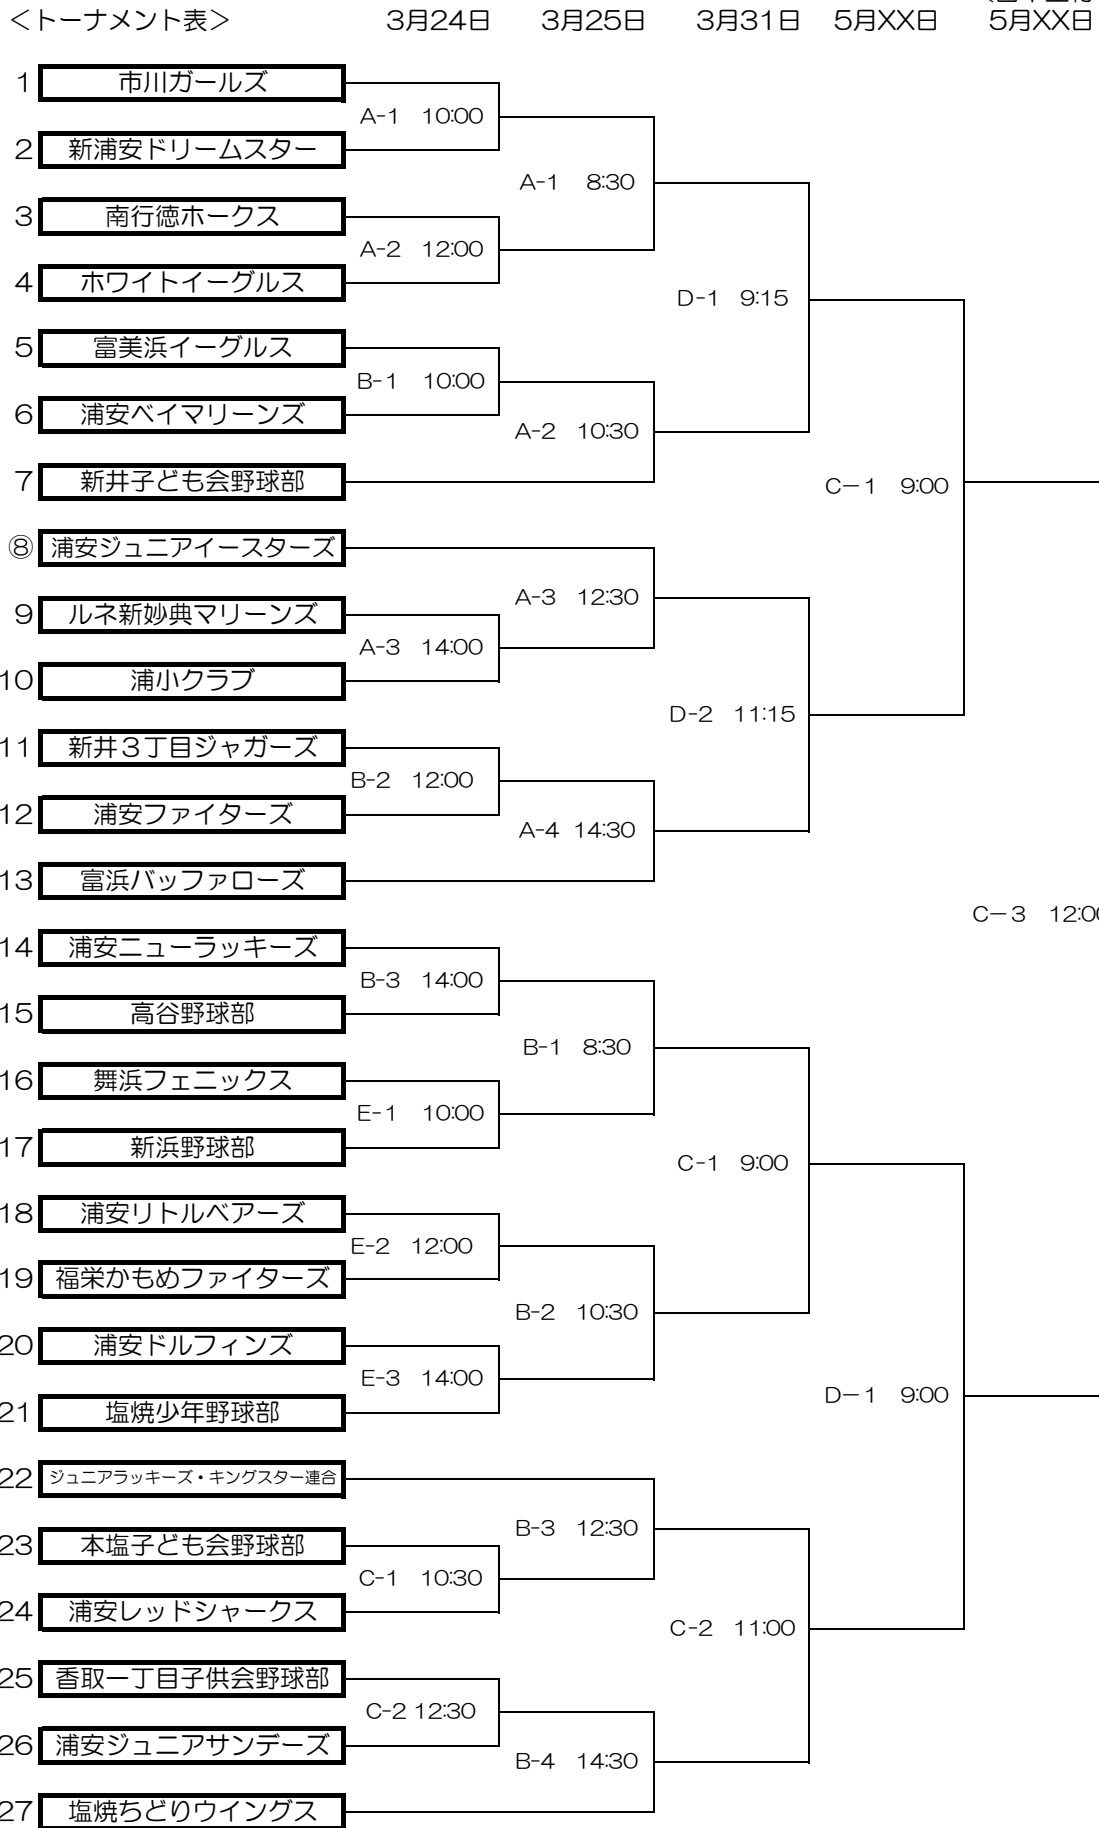 <トーナメント表> 3月24日 3月25日 3月31日 5月XX日 5月XX日
1 市川ガールズ
A-1 10:00
2 新浦安ドリームスター
A-1 8:30
3 南行徳ホークス
A-2 12:00
4 ホワイトイーグルス
D-1 9:15
5 富美浜イーグルス
B-1 10:00
6 浦安ベイマリーンズ
A-2 10:30
7 新井子ども会野球部
C－1 9:00
⑧ 浦安ジュニアイースターズ
A-3 12:30
9 ルネ新妙典マリーンズ
A-3 14:00
10 浦小クラブ
D-2 11:15
11 新井３丁目ジャガーズ
B-2 12:00
12 浦安ファイターズ
A-4 14:30
13 富浜バッファローズ
C－3 12:00
14 浦安ニューラッキーズ
B-3 14:00
15 高谷野球部
B-1 8:30
16 舞浜フェニックス
E-1 10:00
17 新浜野球部
C-1 9:00
18 浦安リトルベアーズ
E-2 12:00
19 福栄かもめファイターズ
B-2 10:30
20 浦安ドルフィンズ
E-3 14:00
D－1 9:00
21 塩焼少年野球部
22 ジュニアラッキーズ・キングスター連合
B-3 12:30
23 本塩子ども会野球部
C-1 10:30
24 浦安レッドシャークス
C-2 11:00
25 香取一丁目子供会野球部
C-2 12:30
26 浦安ジュニアサンデーズ
B-4 14:30
27 塩焼ちどりウイングス